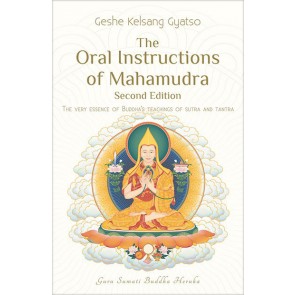 Geshe Kelsang Gyatso
The
Oral Instructions
of Mahamudra
Second Edition
The very essence of Buddha's teachings of sutra and tantra
Guru Sumati Buddha Heruka